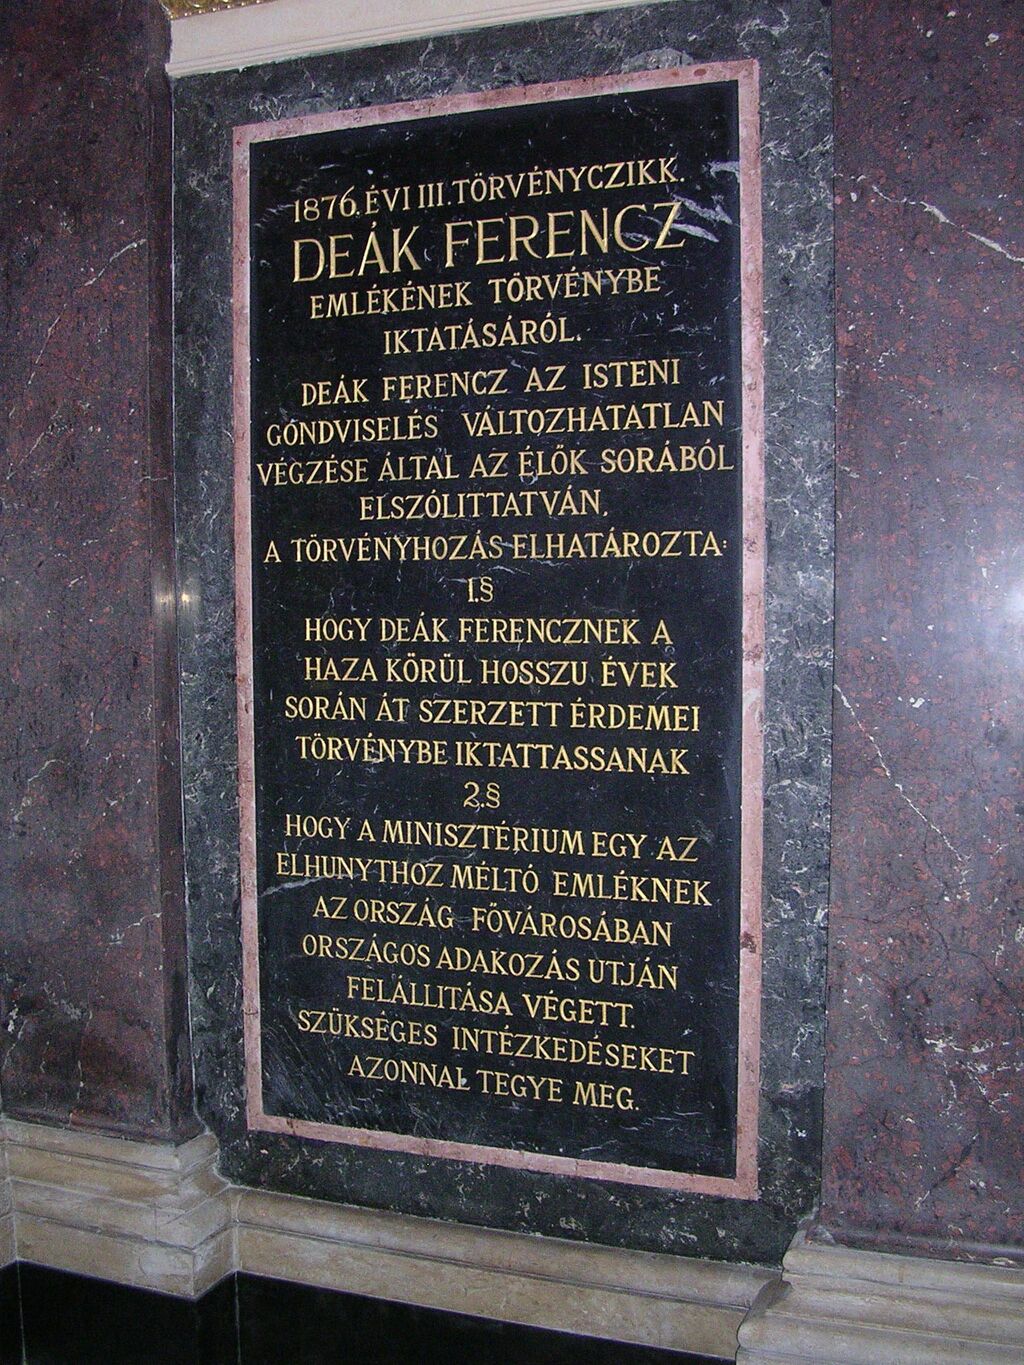 1876. ÉVI III. TÖRVÉNYCZIKK.
DEÁK FERENCZ
EMLÉKÉNEK TÖRVÉNYBE
IKTATÁSÁRÓL.
DEÁK FERENCZ AZ ISTENI
GONDVISELÉS VÁLTOZHATATLAN
VÉGZÉSE ÁLTAL AZ ÉLŐK SORÁBÓL
ELSZÓLITTATVÁN,
A TÖRVÉNYHOZÁS ELHATÁROZTA:
1.§
HOGY DEÁK FERENCZNEK A
HAZA KÖRÜL HOSSZU ÉVEK
SORÁN ÁT SZERZETT ÉRDEMEI
TÖRVÉNYBE IKTATTASSANAK
2.§
HOGY A MINISZTÉRIUM EGY AZ
ELHUNYTHOZ MÉLTÓ EMLÉKNEK
AZ ORSZÁG FŐVÁROSÁBAN
ORSZÁGOS ADAKOZÁS UTJÁN
FELÁLLITÁSA VÉGETT.
SZÜKSÉGES INTÉZKEDÉSEKET
AZONNAL TEGYE MEG.